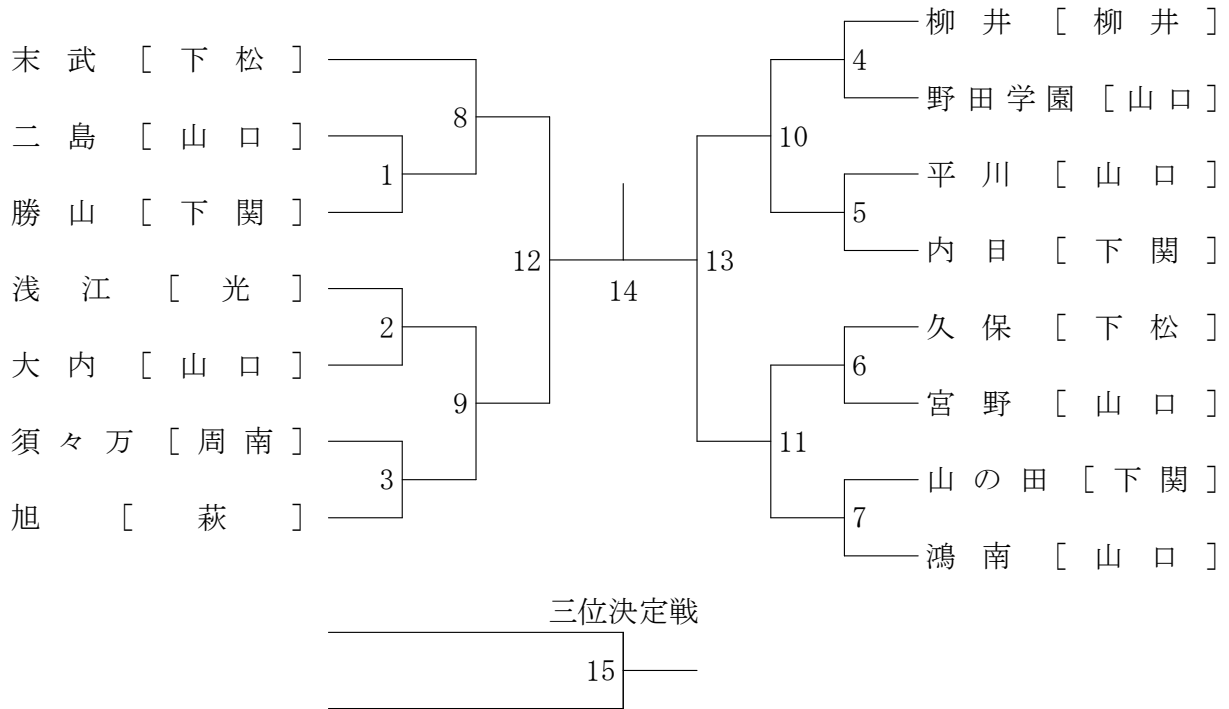 末武 [下松]
二島 [山口]
勝山 [下関]
浅江 [光]
大内 [山口]
須々万 [周南]
旭 [萩]
1
2
3
8
9
12
14
13
10
11
4
5
6
7
柳井 [柳井]
野田学園 [山口]
平川 [山口]
内日 [下関]
久保 [下松]
宮野 [山口]
山の田 [下関]
鴻南 [山口]
三位決定戦
15